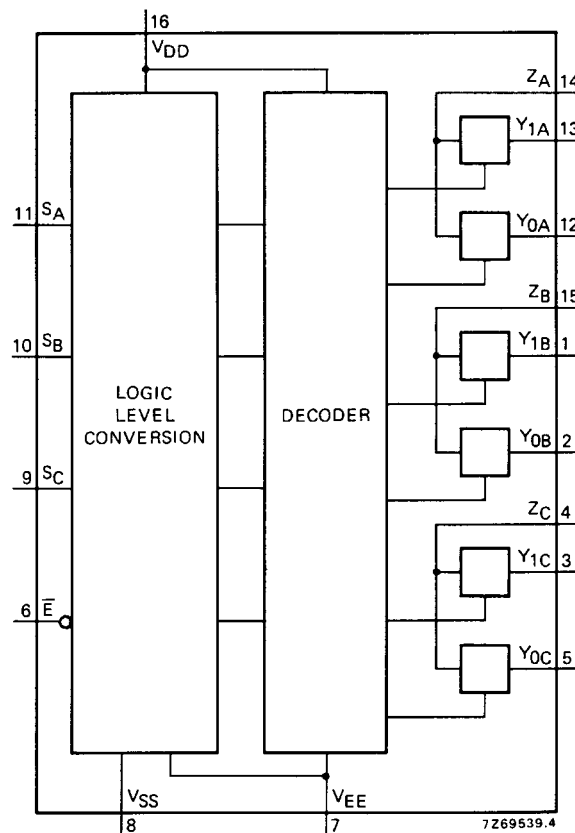 16
VDD
ZA 14
Y1A 13
11 SA
Y0A 12
ZB 15
10 SB
Y1B 1
LOGIC
LEVEL
CONVERSION
DECODER
Y0B 2
9 SC
ZC 4
Y1C 3
6 E̅
Y0C 5
VSS
VEE
8
7
7Z69539.4